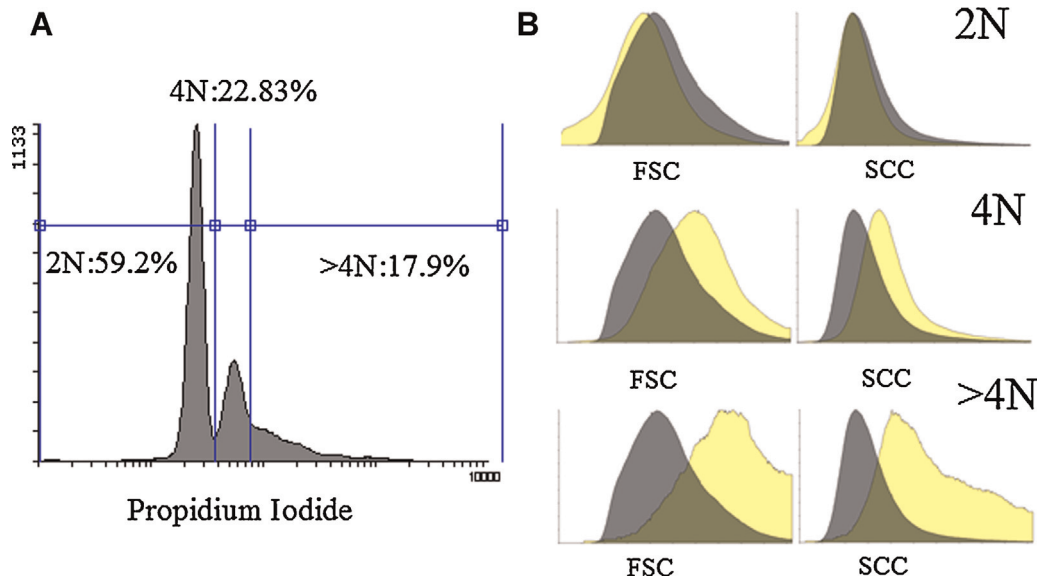 A
4N:22.83%
1133
2N:59.2%
>4N:17.9%
10000
Propidium Iodide
B
2N
FSC
SCC
4N
FSC
SCC
>4N
FSC
SCC